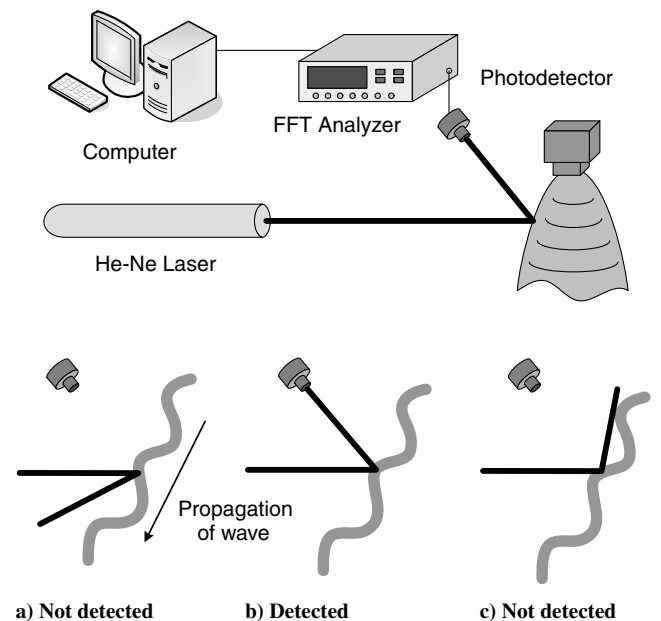 Photodetector
FFT Analyzer
Computer
He-Ne Laser
Propagation
of wave
a) Not detected
b) Detected
c) Not detected